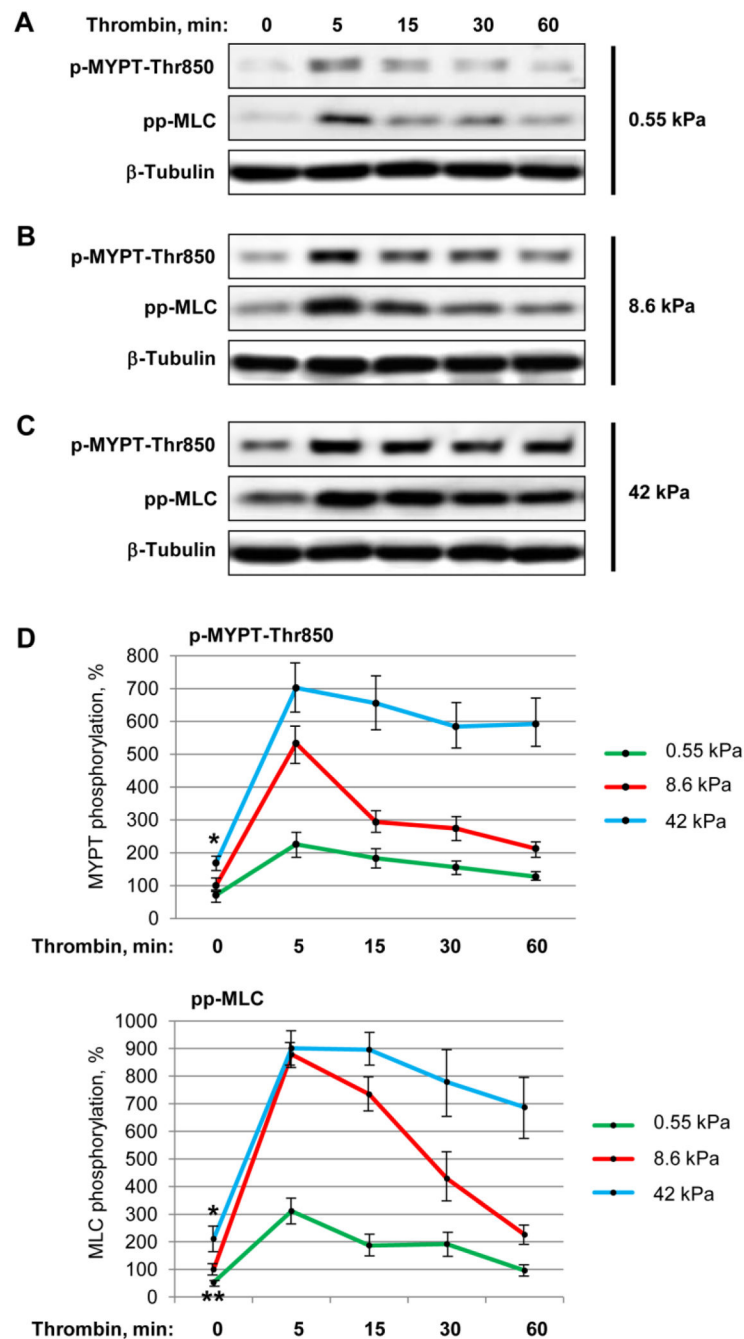 A
Thrombin, min: 0 5 15 30 60
p-MYPT-Thr850
pp-MLC
0.55 kPa
β-Tubulin
B
p-MYPT-Thr850
pp-MLC
8.6 kPa
β-Tubulin
C
p-MYPT-Thr850
pp-MLC
42 kPa
β-Tubulin
D
p-MYPT-Thr850
MYPT phosphorylation, %
800
700
600
500
400
300
200
100
0
*
*
0.55 kPa
8.6 kPa
42 kPa
Thrombin, min: 0 5 15 30 60
pp-MLC
MLC phosphorylation, %
1000
900
800
700
600
500
400
300
200
100
0
*
**
0.55 kPa
8.6 kPa
42 kPa
Thrombin, min: 0 5 15 30 60